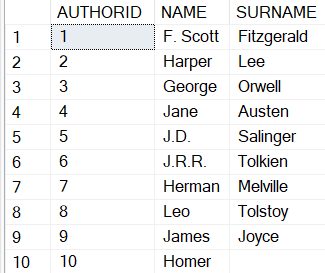 AUTHORID NAME SURNAME
1 1 F. Scott Fitzgerald
2 2 Harper Lee
3 3 George Orwell
4 4 Jane Austen
5 5 J.D. Salinger
6 6 J.R.R. Tolkien
7 7 Herman Melville
8 8 Leo Tolstoy
9 9 James Joyce
10 10 Homer